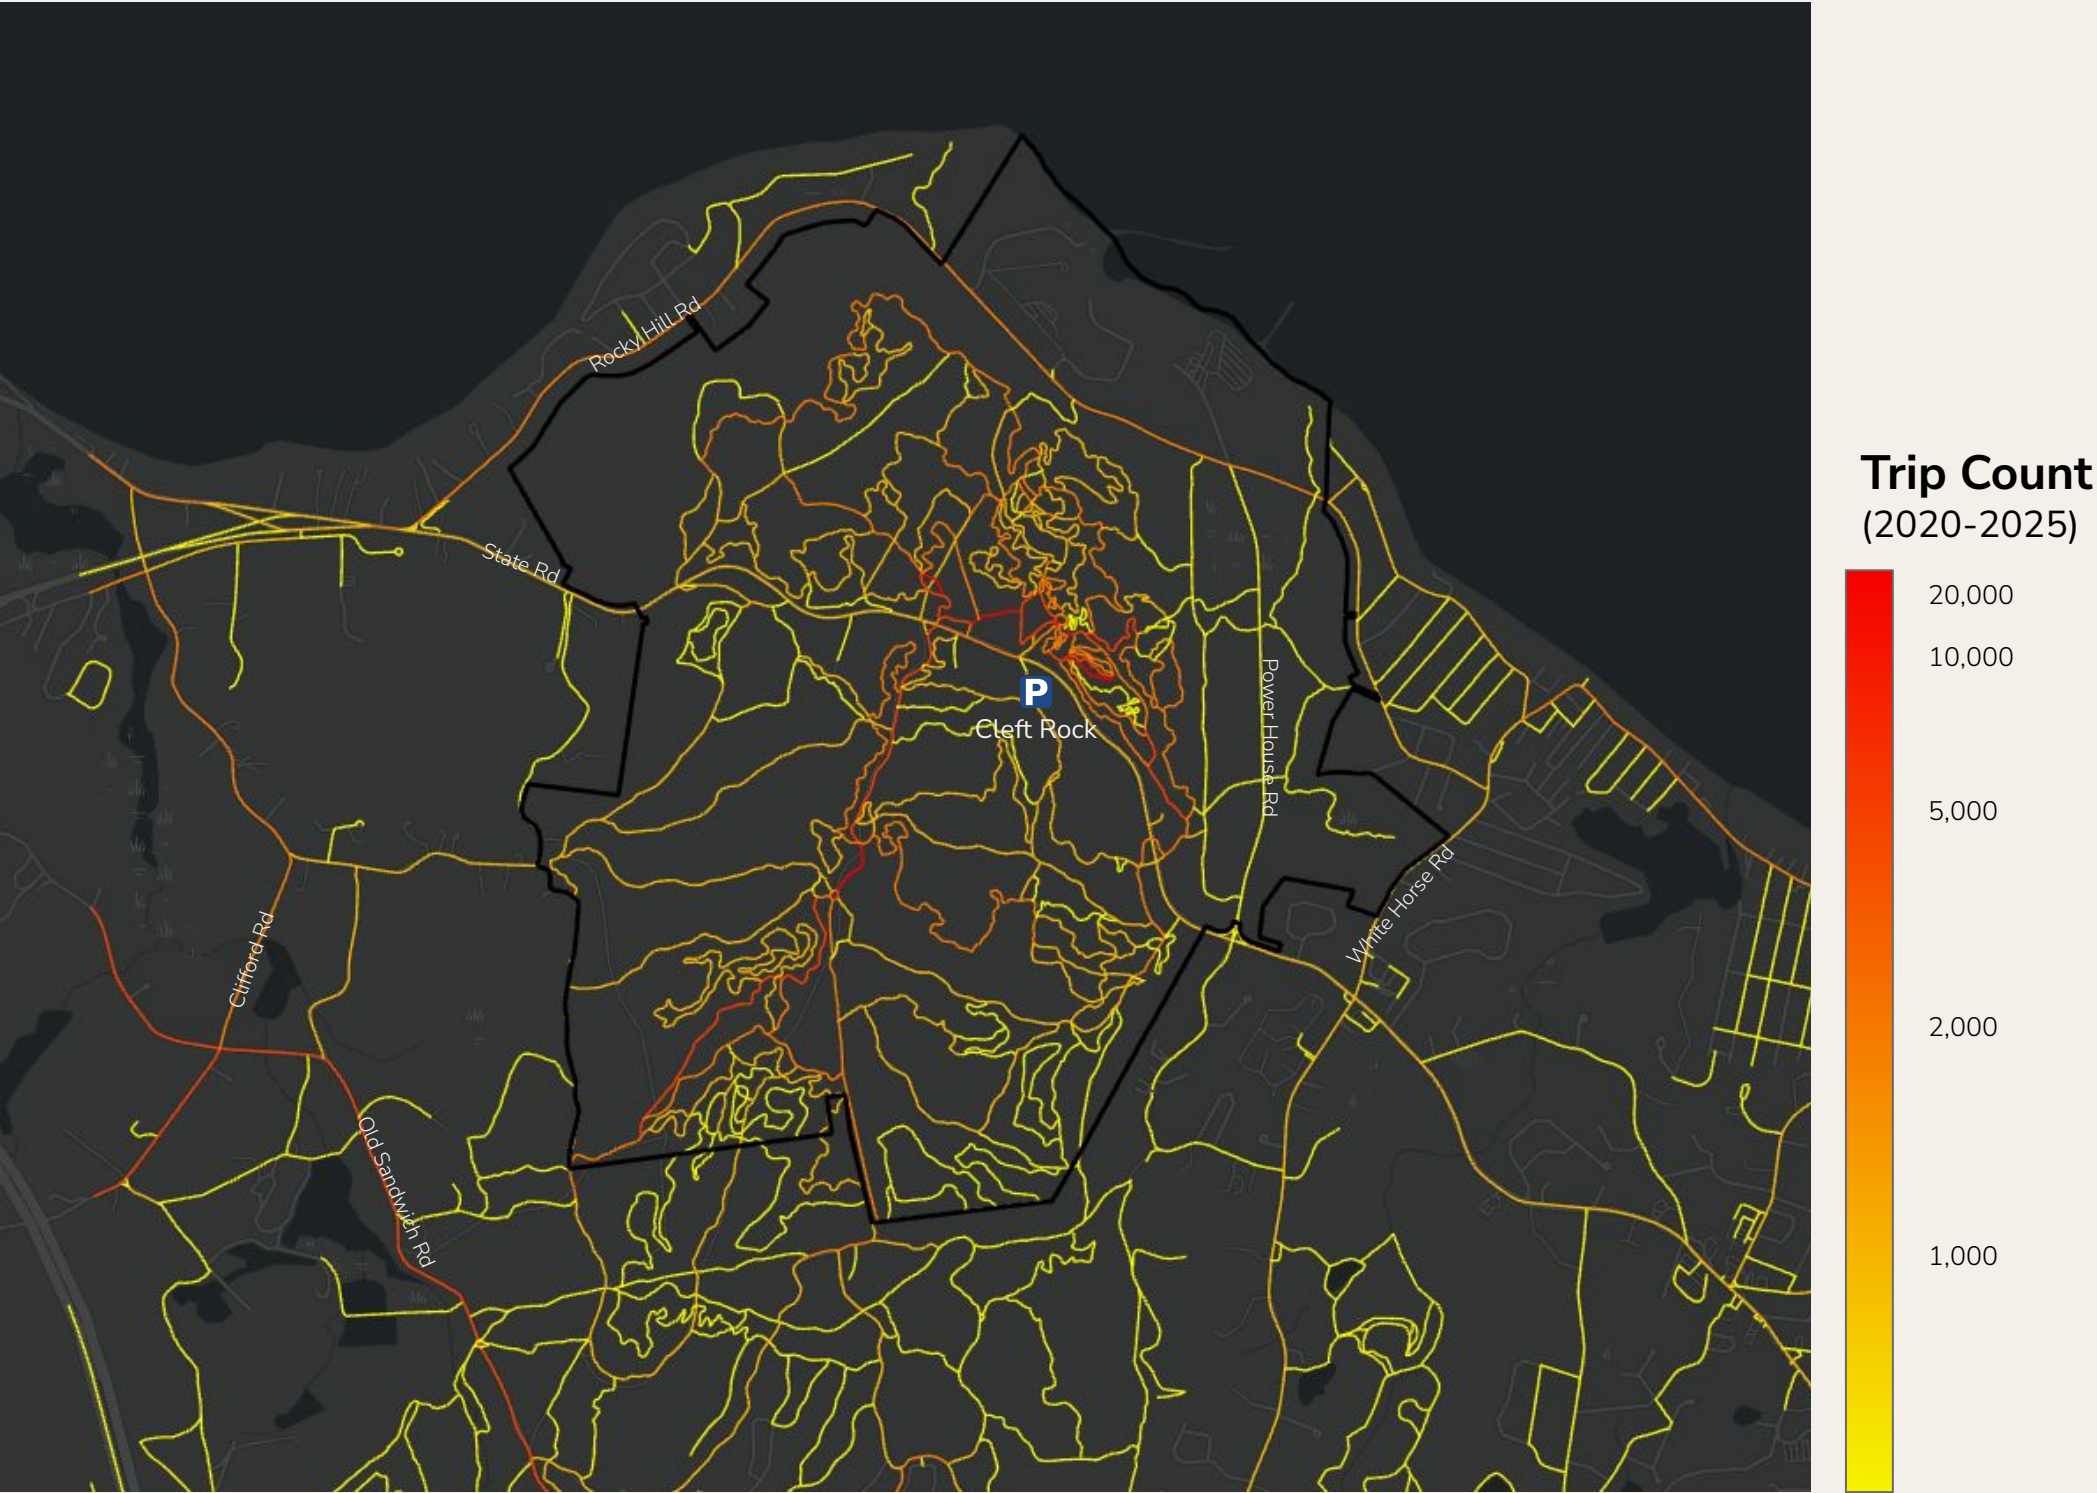 Rocky Hill Rd
State Rd
P
Cleft Rock
Power House Rd
White Horse Rd
Clifford Rd
Old Sandwich Rd
Trip Count
(2020-2025)
20,000
10,000
5,000
2,000
1,000